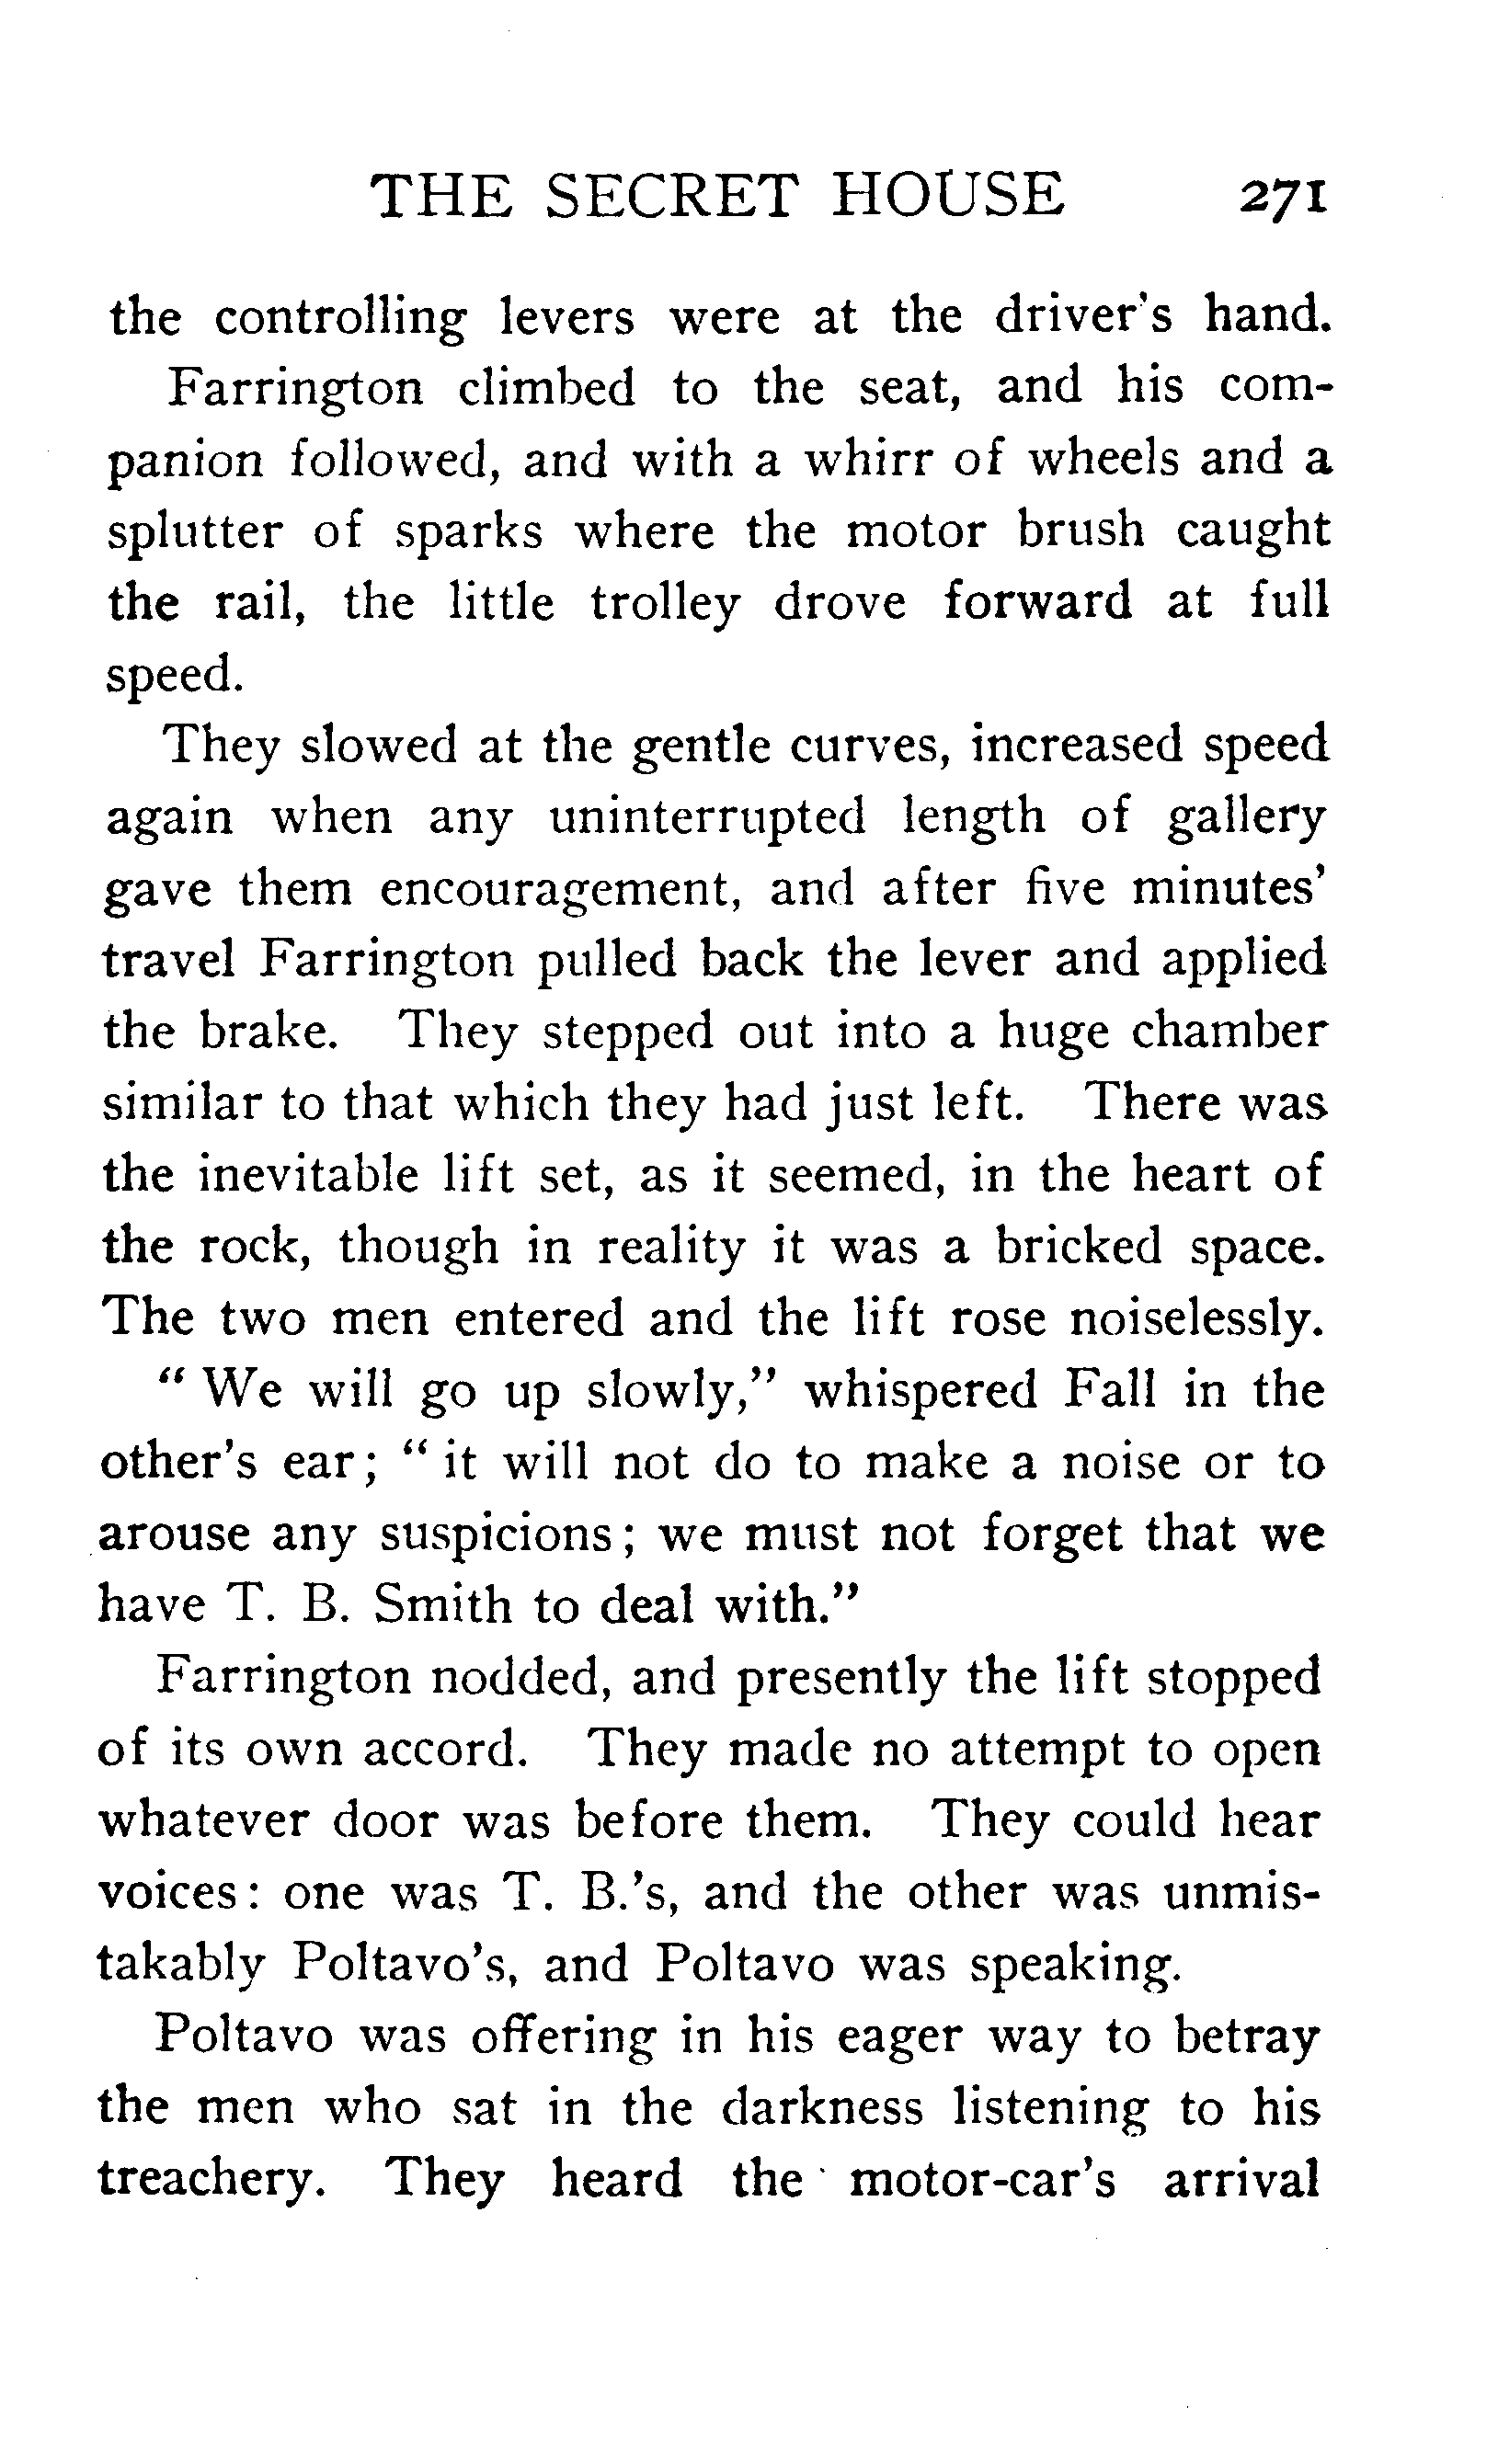 THE SECRET HOUSE 271
the controlling levers were at the driver's hand.
Farrington climbed to the seat, and his com-
panion followed, and with a whirr of wheels and a
splutter of sparks where the motor brush caught
the rail, the little trolley drove forward at full
speed.
They slowed at the gentle curves, increased speed
again when any uninterrupted length of gallery
gave them encouragement, and after five minutes'
travel Farrington pulled back the lever and applied
the brake. They stepped out into a huge chamber
similar to that which they had just left. There was
the inevitable lift set, as it seemed, in the heart of
the rock, though in reality it was a bricked space.
The two men entered and the lift rose noiselessly.
" We will go up slowly," whispered Fall in the
other's ear; " it will not do to make a noise or to
arouse any suspicions; we must not forget that we
have T. B. Smith to deal with."
Farrington nodded, and presently the lift stopped
of its own accord. They made no attempt to open
whatever door was before them. They could hear
voices: one was T. B.'s, and the other was unmis-
takably Poltavo's, and Poltavo was speaking.
Poltavo was offering in his eager way to betray
the men who sat in the darkness listening to his
treachery. They heard the motor-car's arrival